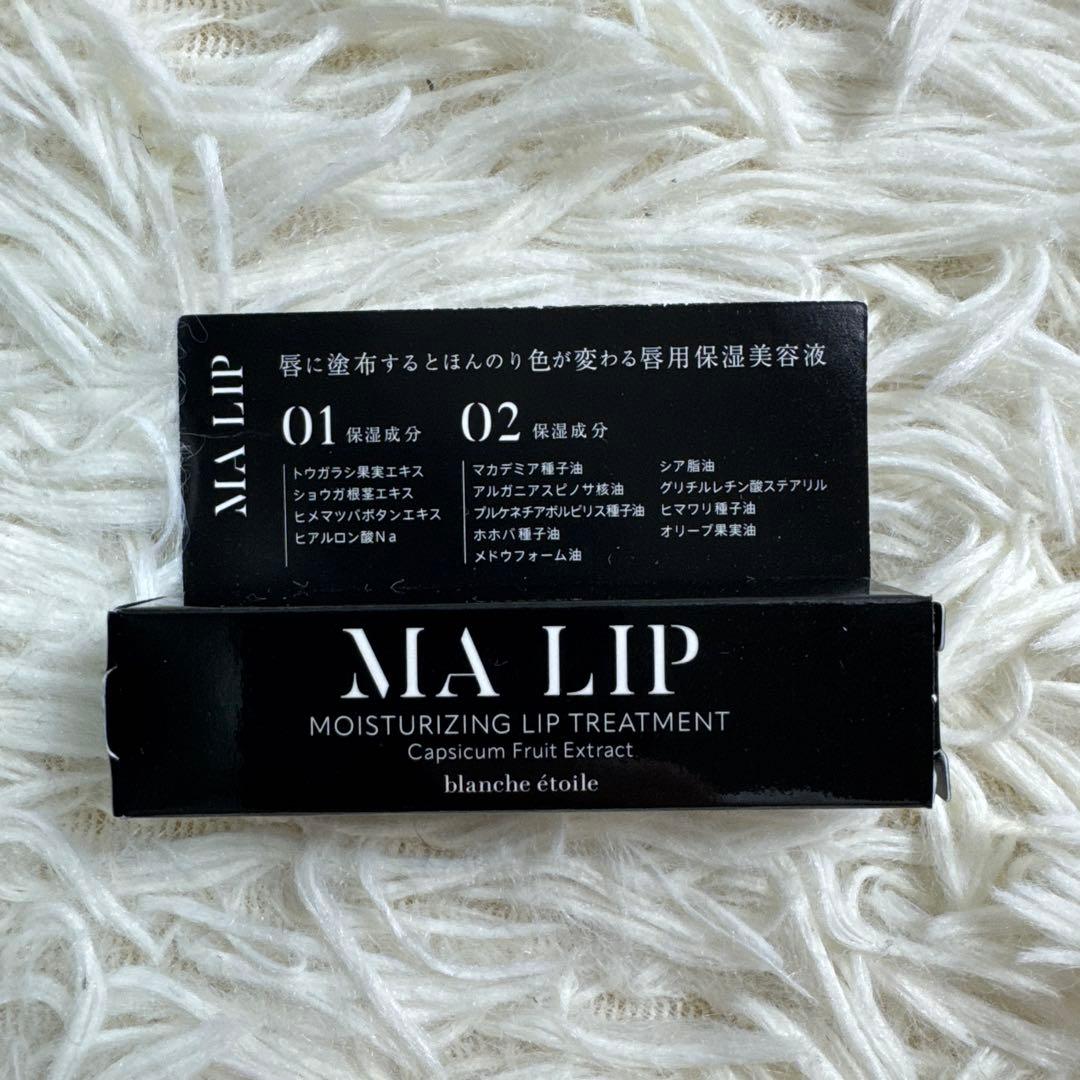 MA LIP
唇に塗布するとほんのり色が変わる唇用保湿美容液
01 保湿成分
トウガラシ果実エキス
ショウガ根茎エキス
ヒメマツバボタンエキス
ヒアルロン酸Na
02 保湿成分
マカデミア種子油
アルガニアスピノサ核油
プルケネチアボルビリス種子油
ホホバ種子油
メドウフォーム油
シア脂油
グリチルレチン酸ステアリル
ヒマワリ種子油
オリーブ果実油
MA LIP
MOISTURIZING LIP TREATMENT
Capsicum Fruit Extract
blanche étoile